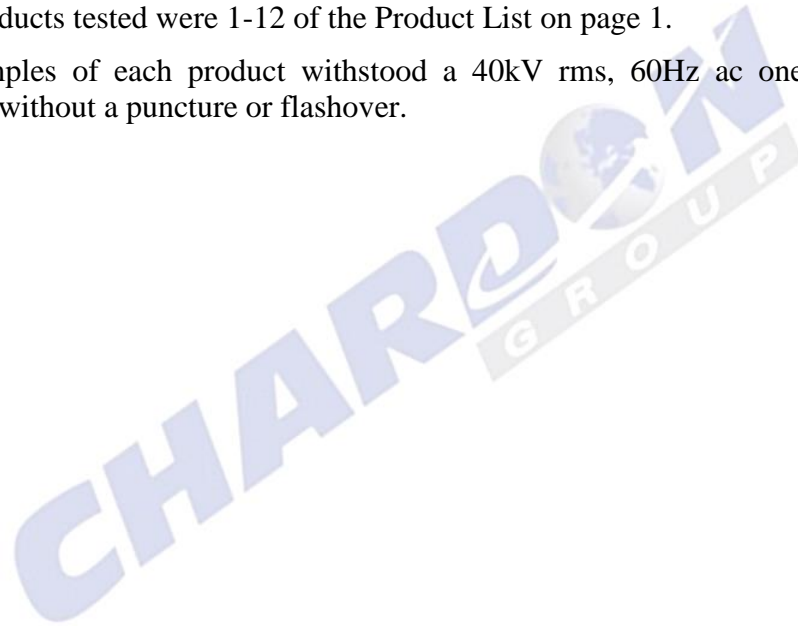 ducts tested were 1-12 of the Product List on page 1.
nples of each product withstood a 40kV rms, 60Hz ac one
without a puncture or flashover.
CHARDON
GROUP